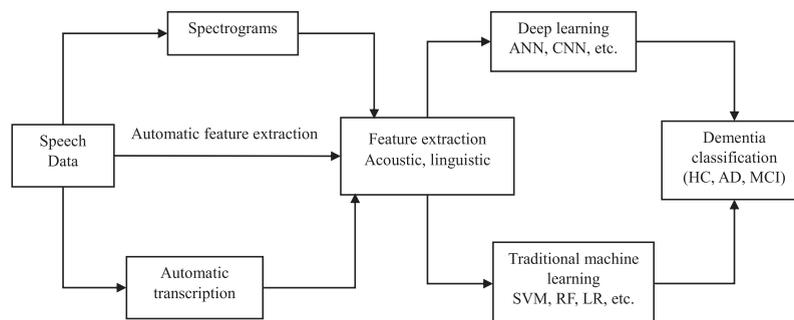 Spectrograms
Deep learning
ANN, CNN, etc.
Speech
Data
Automatic feature extraction
Feature extraction
Acoustic, linguistic
Dementia
classification
(HC, AD, MCI)
Automatic
transcription
Traditional machine
learning
SVM, RF, LR, etc.